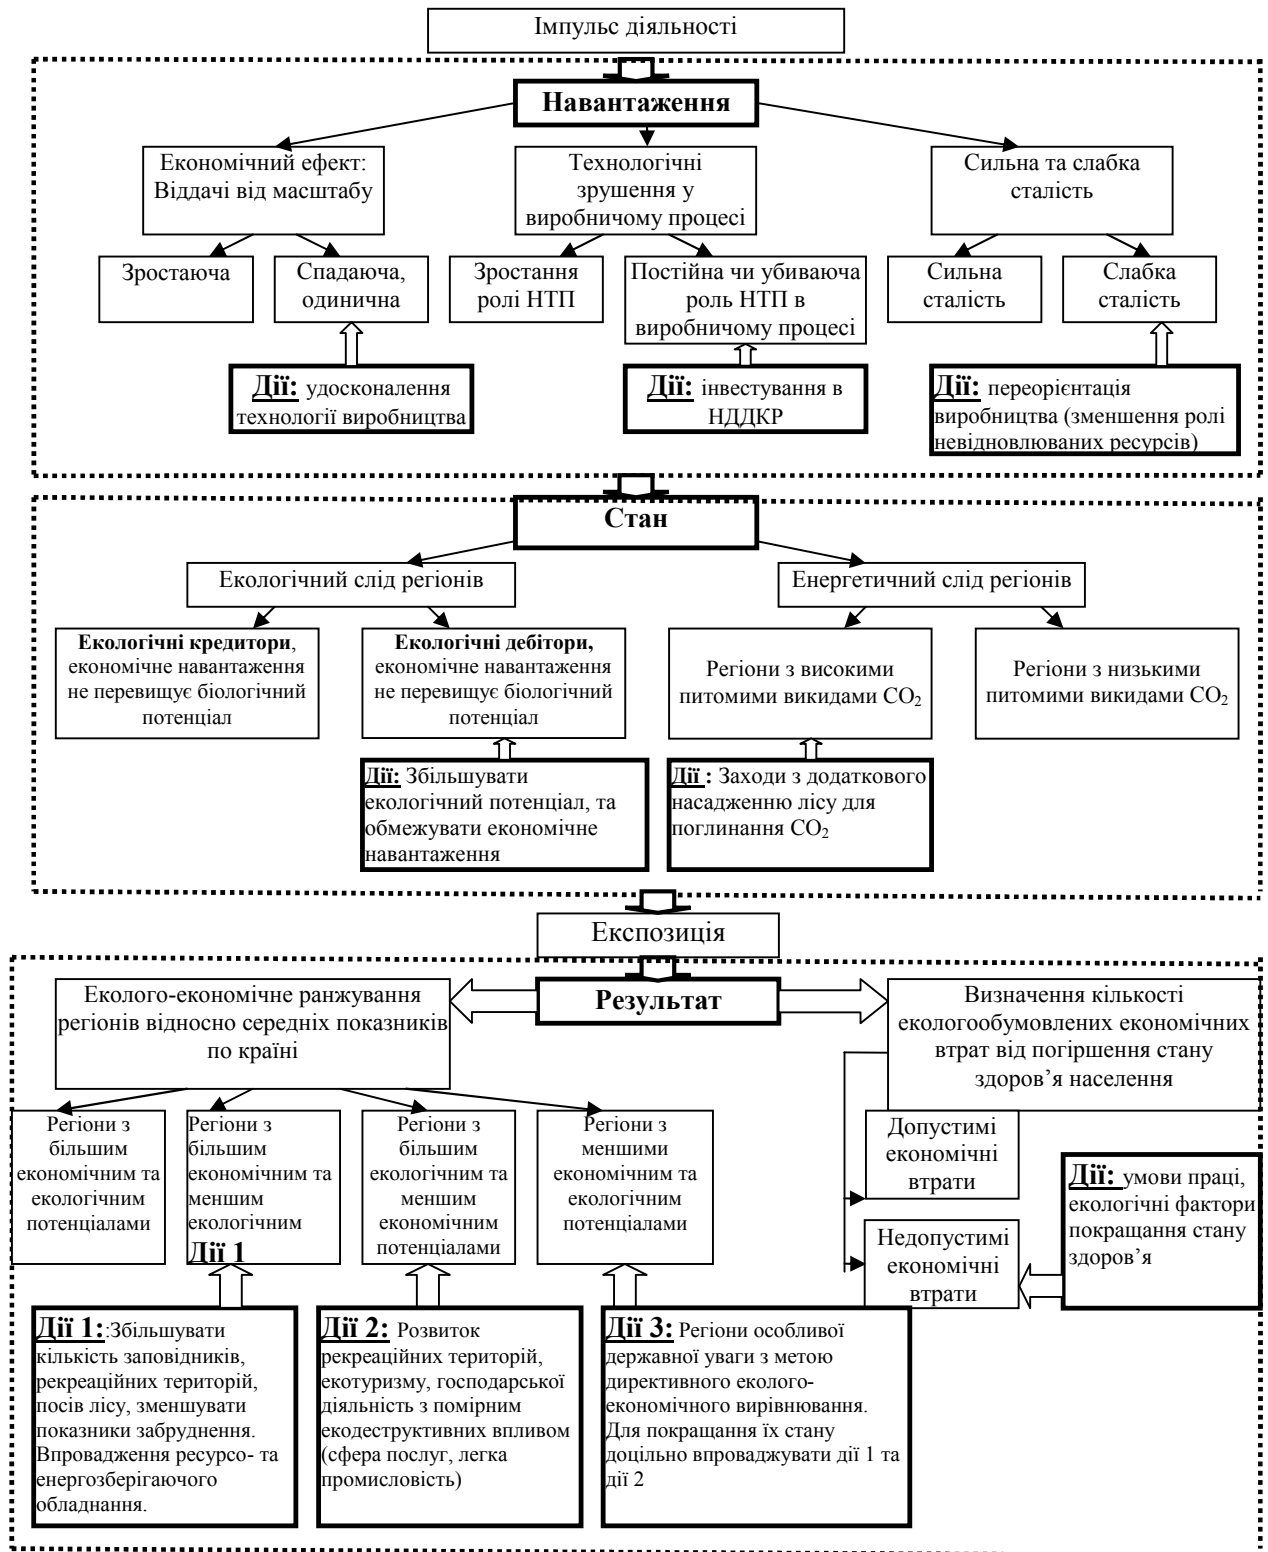 Імпульс діяльності
Навантаження
Економічний ефект:
Віддачі від масштабу
Технологічні
зрушення у
виробничому процесі
Сильна та слабка
сталість
Зростаюча
Спадаюча,
одинична
Зростання
ролі НТП
Постійна чи убиваюча
роль НТП в
виробничому процесі
Сильна
сталість
Слабка
сталість
Дії: удосконалення
технології виробництва
Дії: інвестування в
НДДКР
Дії: переорієнтація
виробництва (зменшення ролі
невідновлюваних ресурсів)
Стан
Екологічний слід регіонів
Енергетичний слід регіонів
Екологічні кредитори,
економічне навантаження
не перевищує біологічний
потенціал
Екологічні дебітори,
економічне навантаження
не перевищує біологічний
потенціал
Регіони з високими
питомими викидами CO₂
Регіони з низькими
питомими викидами CO₂
Дії: Збільшувати
екологічний потенціал, та
обмежувати економічне
навантаження
Дії : Заходи з додаткового
насадженню лісу для
поглинання CO₂
Експозиція
Результат
Еколого-економічне ранжування
регіонів відносно середніх показників
по країні
Визначення кількості
екологообумовлених економічних
втрат від погіршення стану
здоров’я населення
Регіони з
більшим
економічним та
екологічним
потенціалами
Регіони з
більшим
економічним та
меншим
екологічним
Дії 1
Регіони з
більшим
екологічним та
меншим
економічним
потенціалами
Регіони з
меншими
економічним та
екологічним
потенціалами
Допустимі
економічні
втрати
Недопустимі
економічні
втрати
Дії: умови праці,
екологічні фактори
покращання стану
здоров’я
Дії 1::Збільшувати
кількість заповідників,
рекреаційних територій,
посів лісу, зменшувати
показники забруднення.
Впровадження ресурсо- та
енергозберігаючого
обладнання.
Дії 2: Розвиток
рекреаційних територій,
екотуризму, господарської
діяльність з помірним
екодеструктивних впливом
(сфера послуг, легка
промисловість)
Дії 3: Регіони особливої
державної уваги з метою
директивного еколого-
економічного вирівнювання.
Для покращання їх стану
доцільно впроваджувати дії 1 та
дії 2